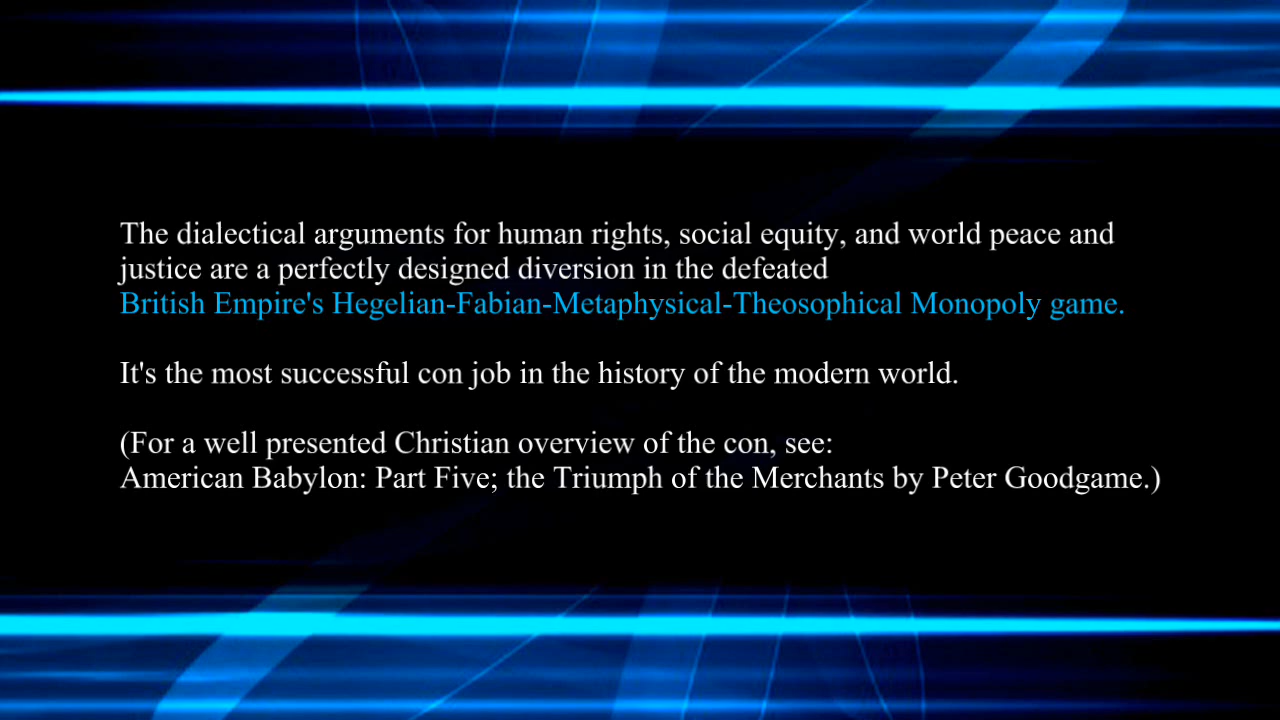 The dialectical arguments for human rights, social equity, and world peace and
justice are a perfectly designed diversion in the defeated
British Empire's Hegelian-Fabian-Metaphysical-Theosophical Monopoly game.
It's the most successful con job in the history of the modern world.
(For a well presented Christian overview of the con, see:
American Babylon: Part Five; the Triumph of the Merchants by Peter Goodgame.)